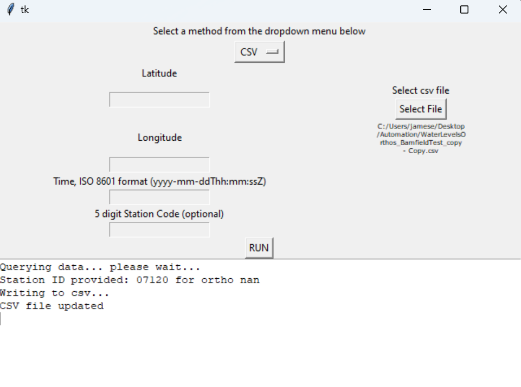 tk
Select a method from the dropdown menu below
CSV
Latitude
Select csv file
Select File
C:/Users/jamese/Desktop
/Automation/WaterLevelsO
rthos_BamfieldTest_copy
- Copy.csv
Longitude
Time, ISO 8601 format (yyyy-mm-ddThh:mm:ssZ)
5 digit Station Code (optional)
RUN
Querying data... please wait...
Station ID provided: 07120 for ortho nan
Writing to csv...
CSV file updated